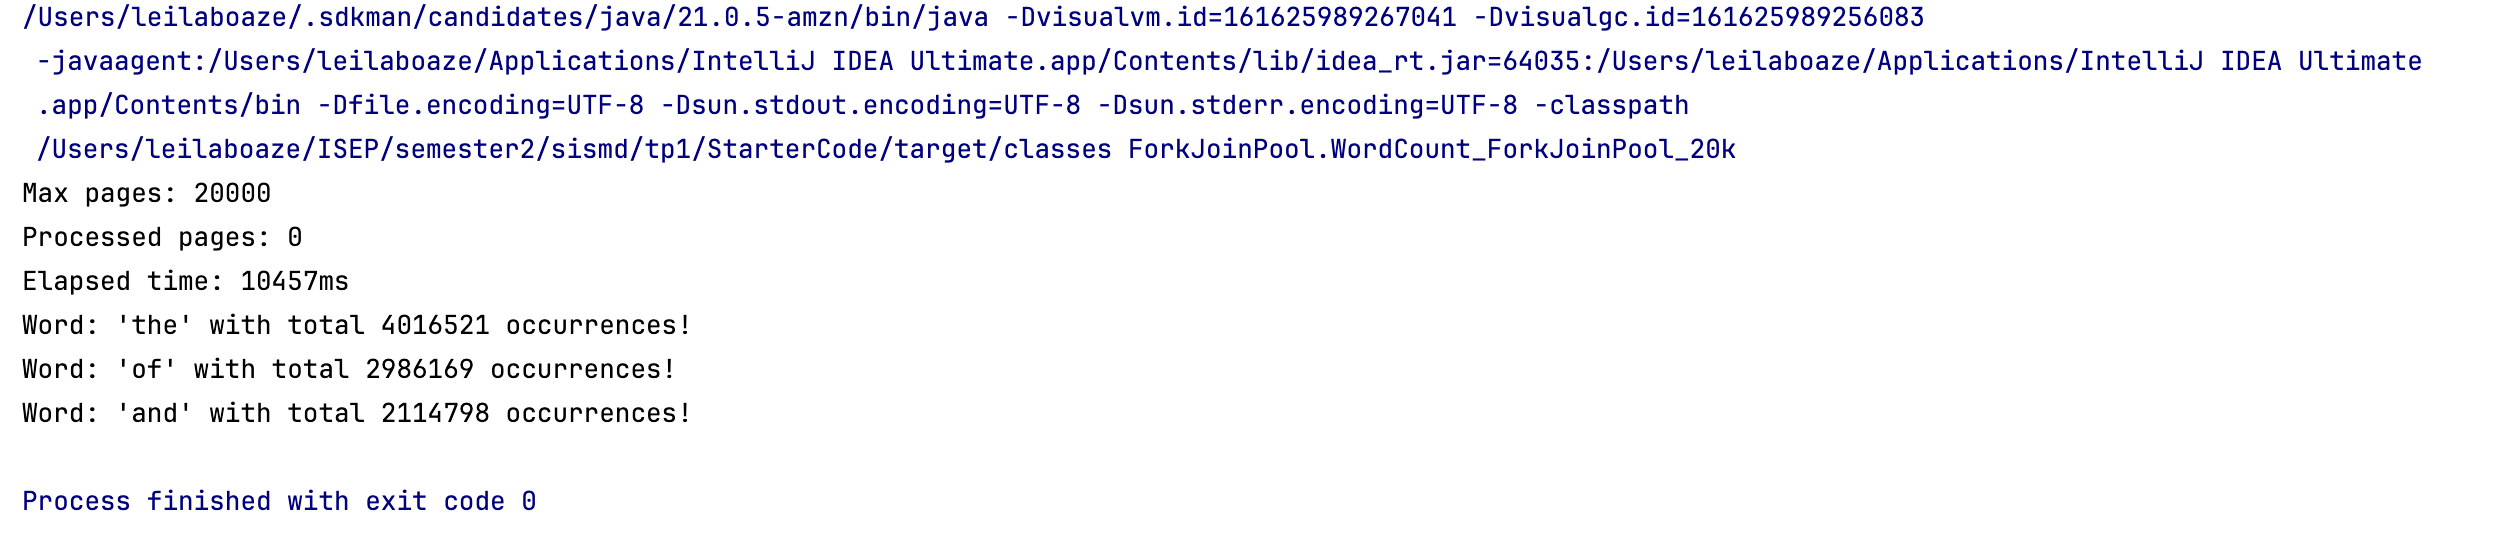 /Users/leilaboaze/.sdkman/candidates/java/21.0.5-amzn/bin/java -Dvisualvm.id=161625989267041 -Dvisualgc.id=161625989256083
-javaagent:/Users/leilaboaze/Applications/IntelliJ IDEA Ultimate.app/Contents/lib/idea_rt.jar=64035:/Users/leilaboaze/Applications/IntelliJ IDEA Ultimate
.app/Contents/bin -Dfile.encoding=UTF-8 -Dsun.stdout.encoding=UTF-8 -Dsun.stderr.encoding=UTF-8 -classpath
/Users/leilaboaze/ISEP/semester2/sismd/tp1/StarterCode/target/classes ForkJoinPool.WordCount_ForkJoinPool_20k
Max pages: 20000
Processed pages: 0
Elapsed time: 10457ms
Word: 'the' with total 4016521 occurrences!
Word: 'of' with total 2986169 occurrences!
Word: 'and' with total 2114798 occurrences!
Process finished with exit code 0